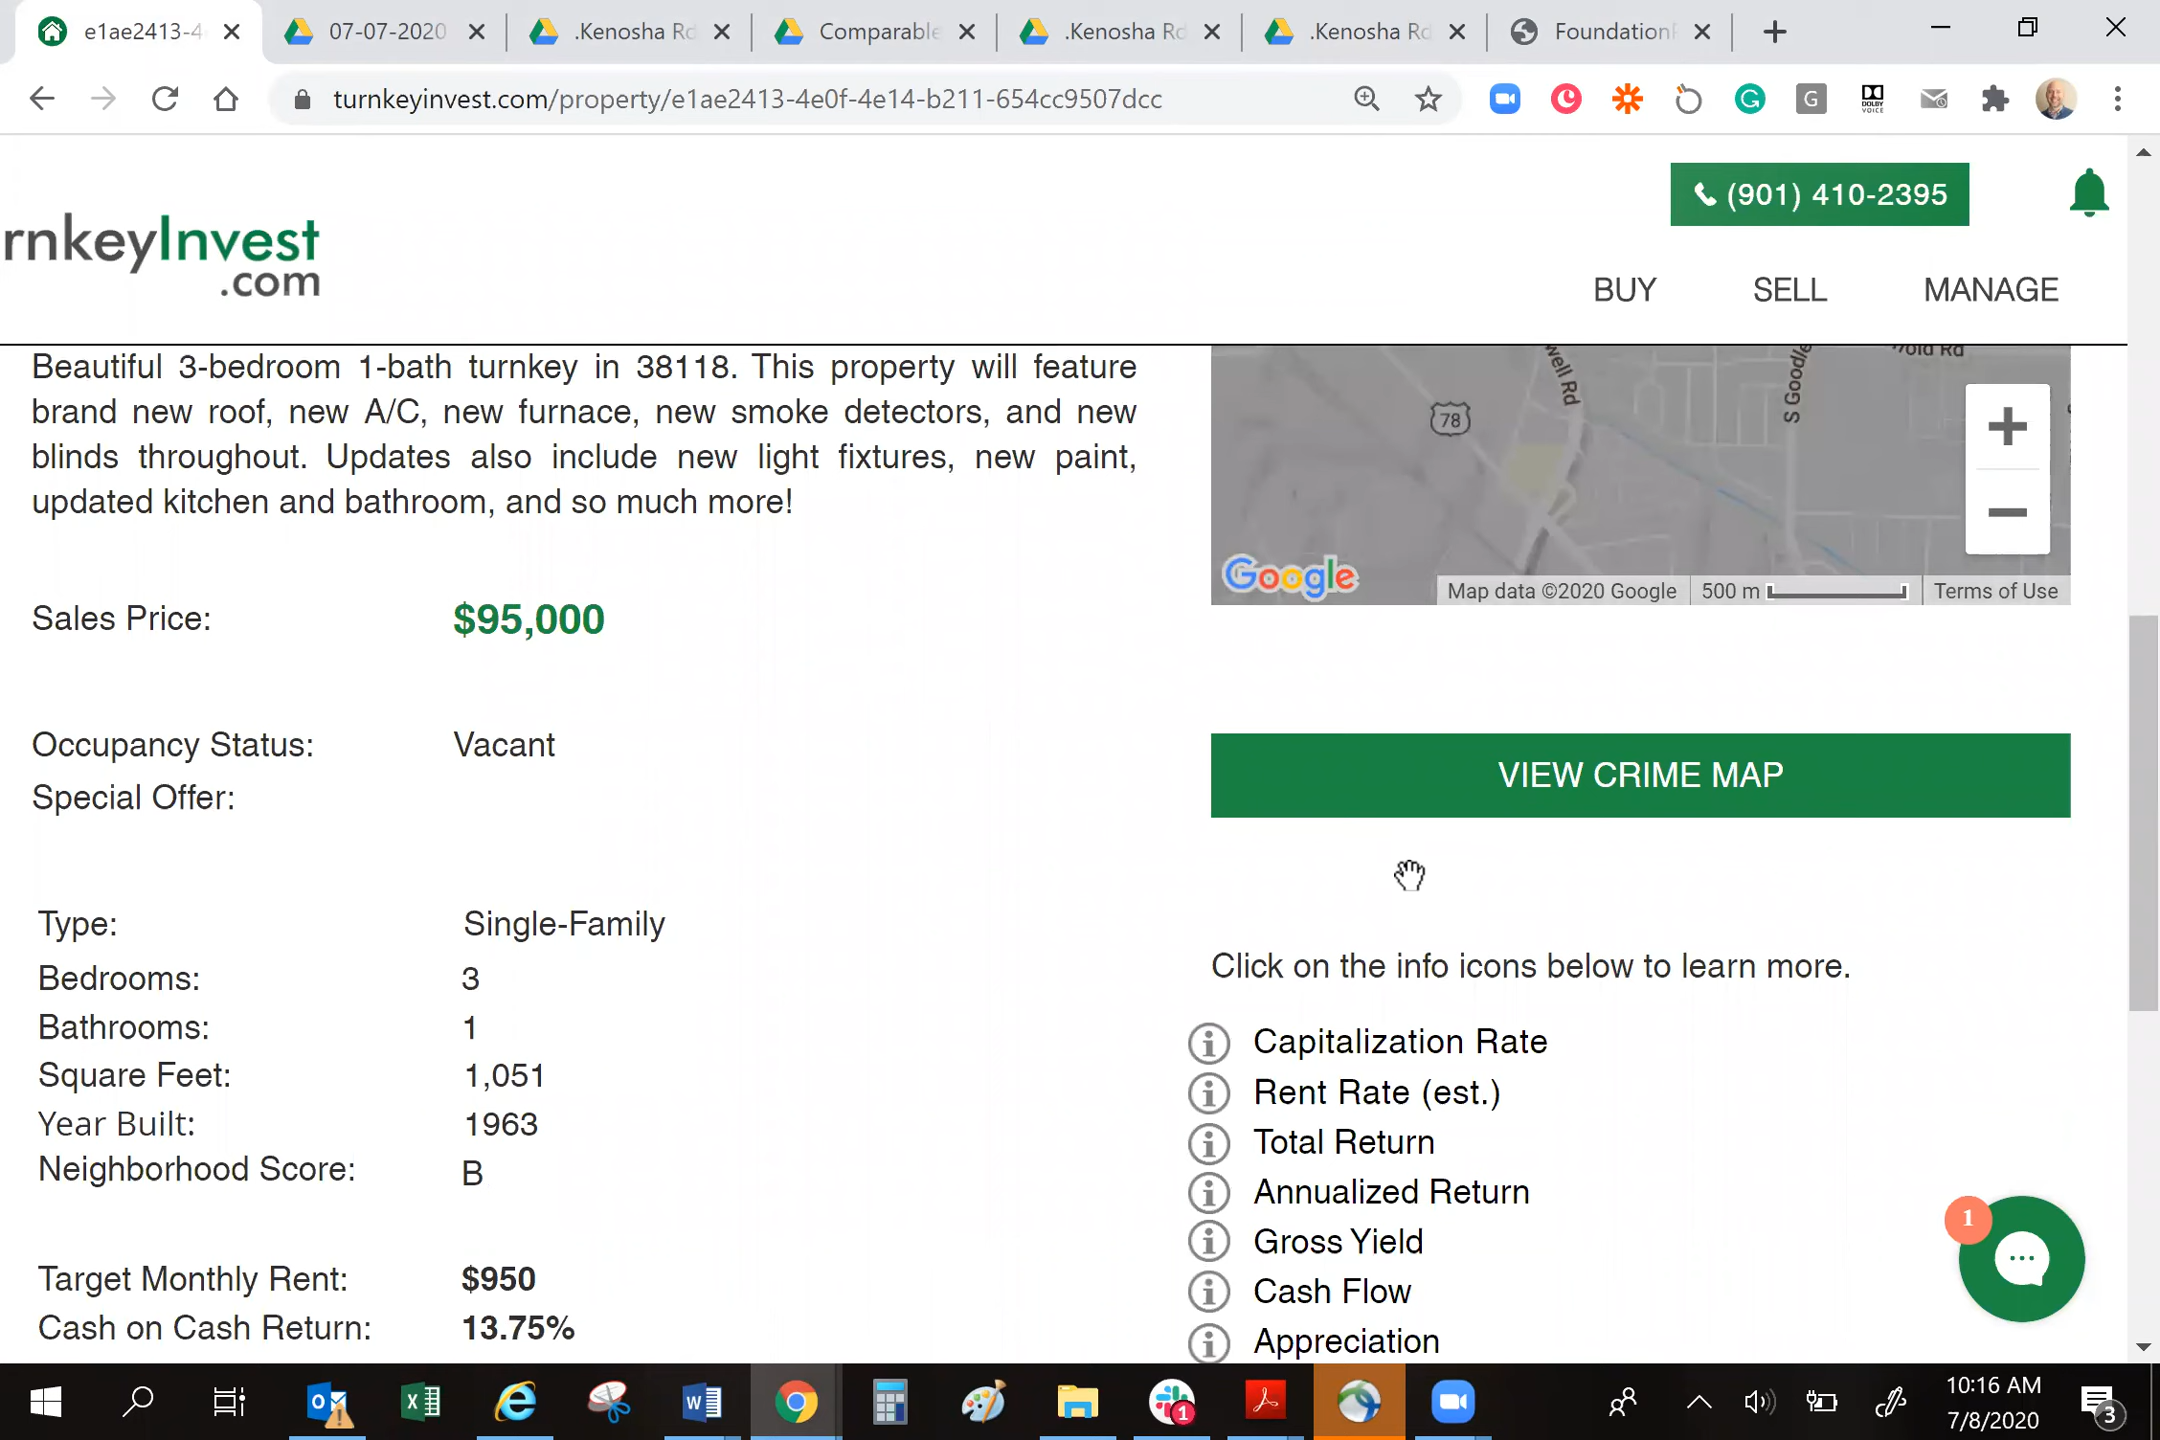 e1ae2413-4
07-07-2020
.Kenosha Rd
Comparable
.Kenosha Rd
.Kenosha Rd
Foundation
turnkeyinvest.com/property/e1ae2413-4e0f-4e14-b211-654cc9507dcc
(901) 410-2395
rnkeyInvest
.com
BUY
SELL
MANAGE
Beautiful 3-bedroom 1-bath turnkey in 38118. This property will feature
brand new roof, new A/C, new furnace, new smoke detectors, and new
blinds throughout. Updates also include new light fixtures, new paint,
updated kitchen and bathroom, and so much more!
well Rd
78
S Goodle
Google
Map data ©2020 Google
500 m
Terms of Use
Sales Price: $95,000
Occupancy Status: Vacant
Special Offer:
VIEW CRIME MAP
Type: Single-Family
Bedrooms: 3
Bathrooms: 1
Square Feet: 1,051
Year Built: 1963
Neighborhood Score: B
Target Monthly Rent: $950
Cash on Cash Return: 13.75%
Click on the info icons below to learn more.
Capitalization Rate
Rent Rate (est.)
Total Return
Annualized Return
Gross Yield
Cash Flow
Appreciation
1
1
10:16 AM
7/8/2020
3